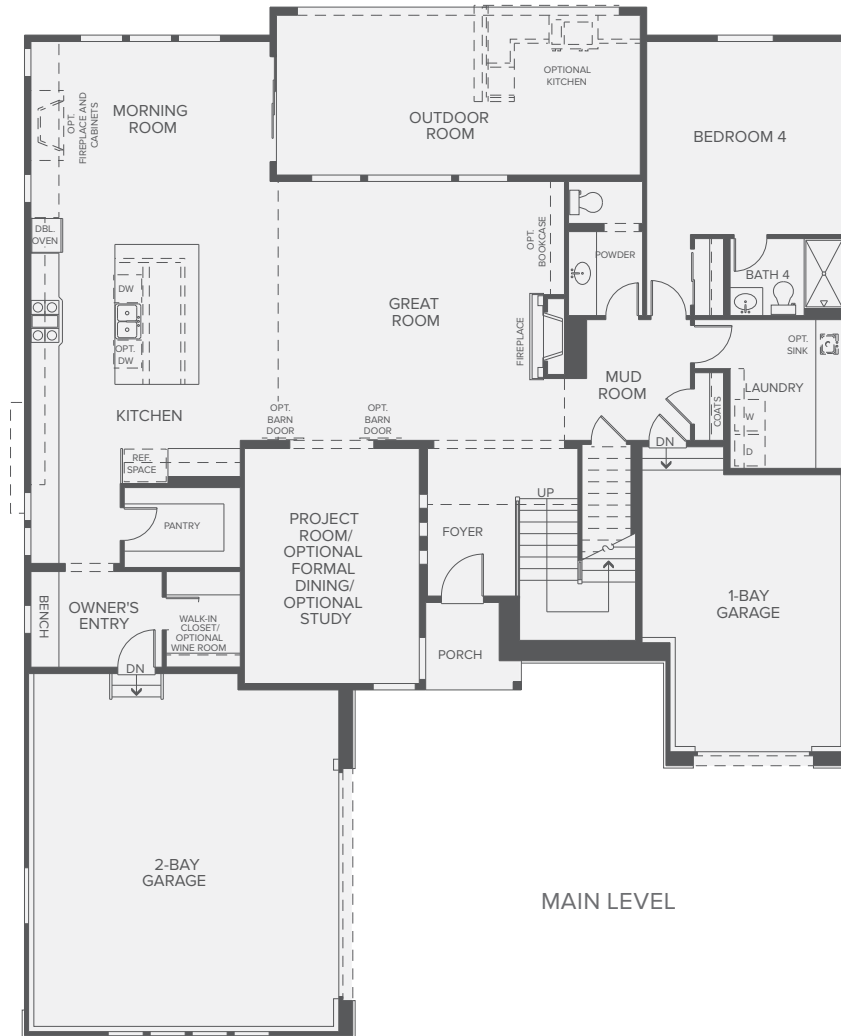 OPTIONAL
KITCHEN
MORNING
ROOM
OPT.
FIREPLACE AND
CABINETS
OUTDOOR
ROOM
BEDROOM 4
DBL.
OVEN
OPT.
BOOKCASE
POWDER
BATH 4
DW
GREAT
ROOM
OPT.
DW
FIREPLACE
OPT.
SINK
MUD
ROOM
LAUNDRY
COATS
W
D
KITCHEN
OPT.
BARN
DOOR
OPT.
BARN
DOOR
DN
REF.
SPACE
UP
PANTRY
PROJECT
ROOM/
OPTIONAL
FORMAL
DINING/
OPTIONAL
STUDY
FOYER
1-BAY
GARAGE
BENCH
OWNER'S
ENTRY
WALK-IN
CLOSET/
OPTIONAL
WINE ROOM
DN
PORCH
2-BAY
GARAGE
MAIN LEVEL